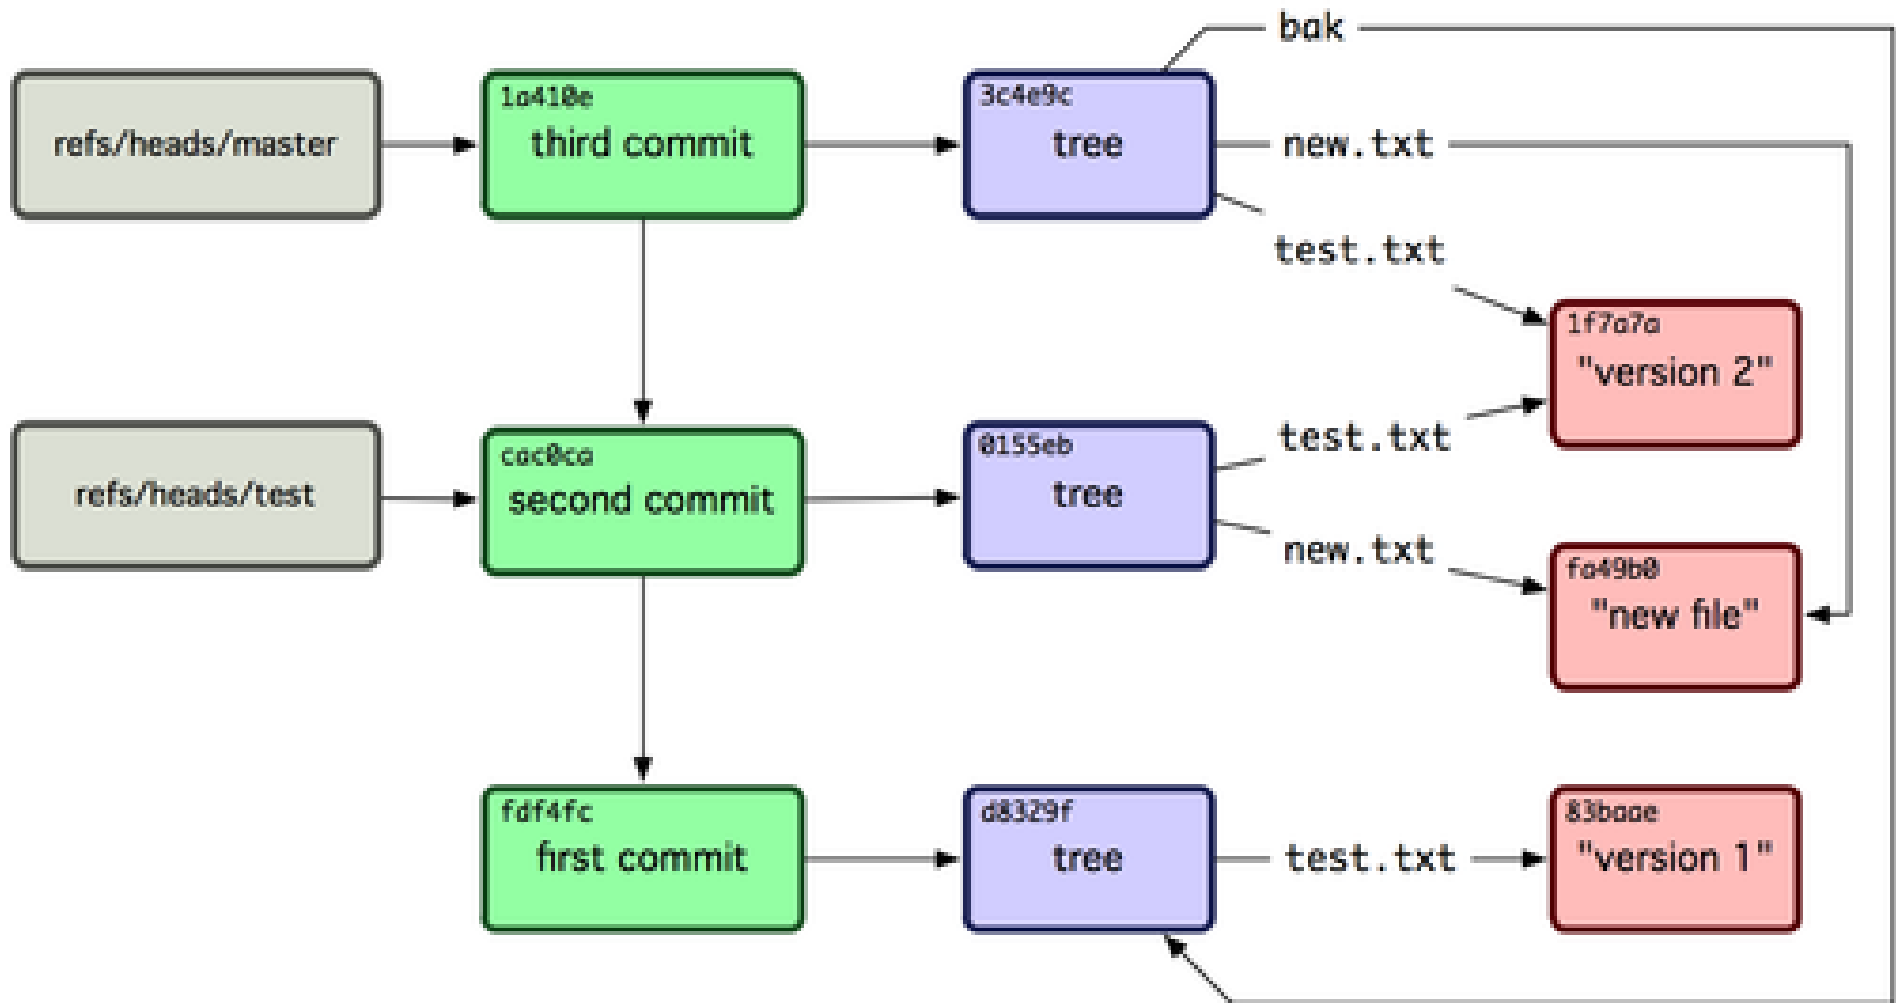 bak
refs/heads/master
1a410e
third commit
3c4e9c
tree
new.txt
test.txt
1f7a7a
"version 2"
refs/heads/test
cac0ca
second commit
0155eb
tree
test.txt
new.txt
fa49b0
"new file"
fdf4fc
first commit
d8329f
tree
test.txt
83baae
"version 1"